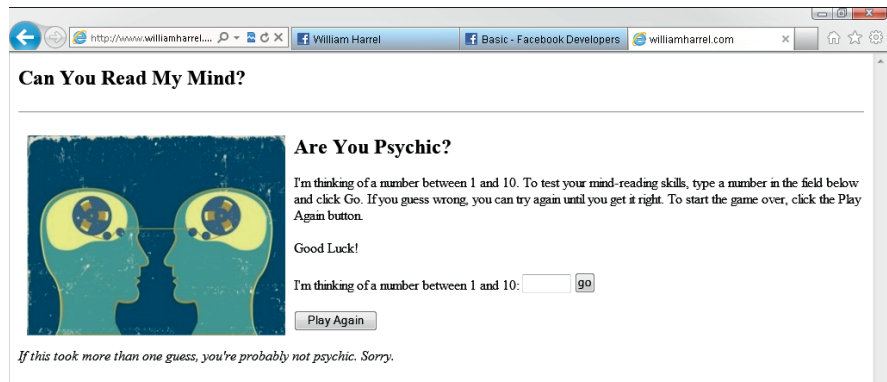 http://www.williamharrel....
William Harrel
Basic - Facebook Developers
williamharrel.com
Can You Read My Mind?
Are You Psychic?
I'm thinking of a number between 1 and 10. To test your mind-reading skills, type a number in the field below
and click Go. If you guess wrong, you can try again until you get it right. To start the game over, click the Play
Again button.
Good Luck!
I'm thinking of a number between 1 and 10: go
Play Again
If this took more than one guess, you're probably not psychic. Sorry.